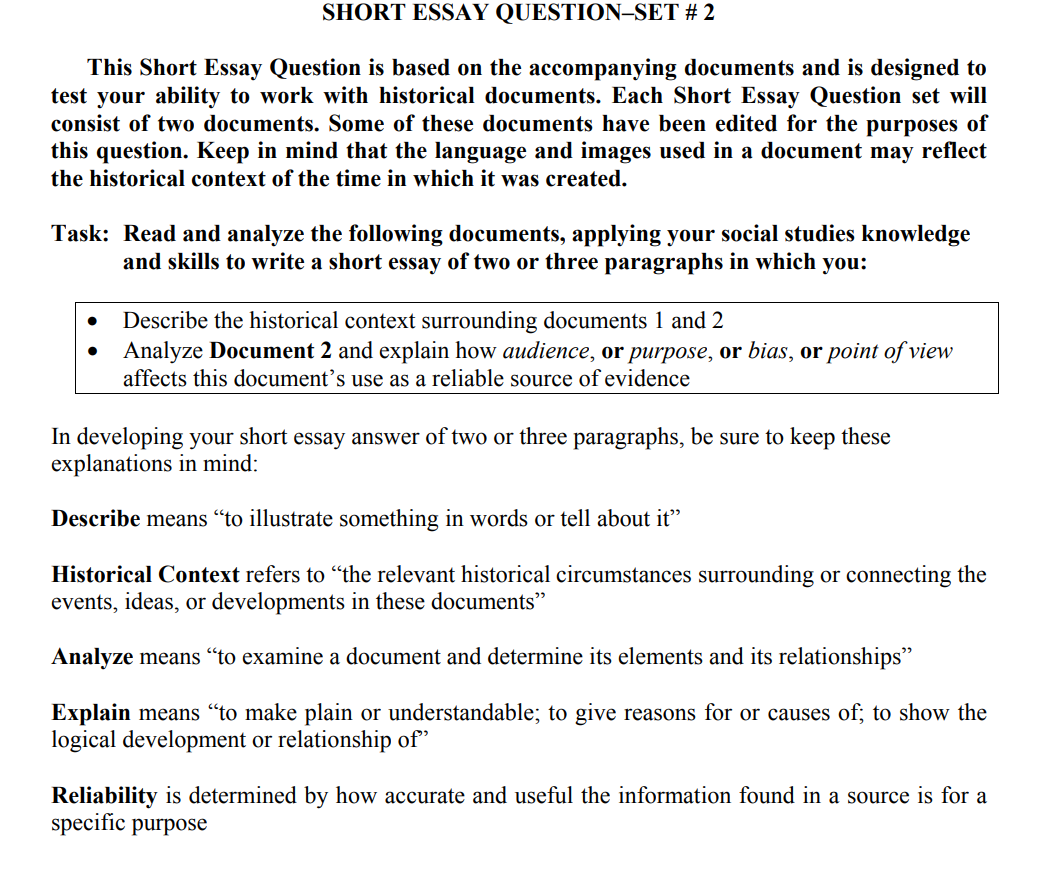 SHORT ESSAY QUESTION–SET # 2
This Short Essay Question is based on the accompanying documents and is designed to
test your ability to work with historical documents. Each Short Essay Question set will
consist of two documents. Some of these documents have been edited for the purposes of
this question. Keep in mind that the language and images used in a document may reflect
the historical context of the time in which it was created.
Task: Read and analyze the following documents, applying your social studies knowledge
and skills to write a short essay of two or three paragraphs in which you:
• Describe the historical context surrounding documents 1 and 2
• Analyze Document 2 and explain how audience, or purpose, or bias, or point of view
affects this document’s use as a reliable source of evidence
In developing your short essay answer of two or three paragraphs, be sure to keep these
explanations in mind:
Describe means “to illustrate something in words or tell about it”
Historical Context refers to “the relevant historical circumstances surrounding or connecting the
events, ideas, or developments in these documents”
Analyze means “to examine a document and determine its elements and its relationships”
Explain means “to make plain or understandable; to give reasons for or causes of; to show the
logical development or relationship of”
Reliability is determined by how accurate and useful the information found in a source is for a
specific purpose